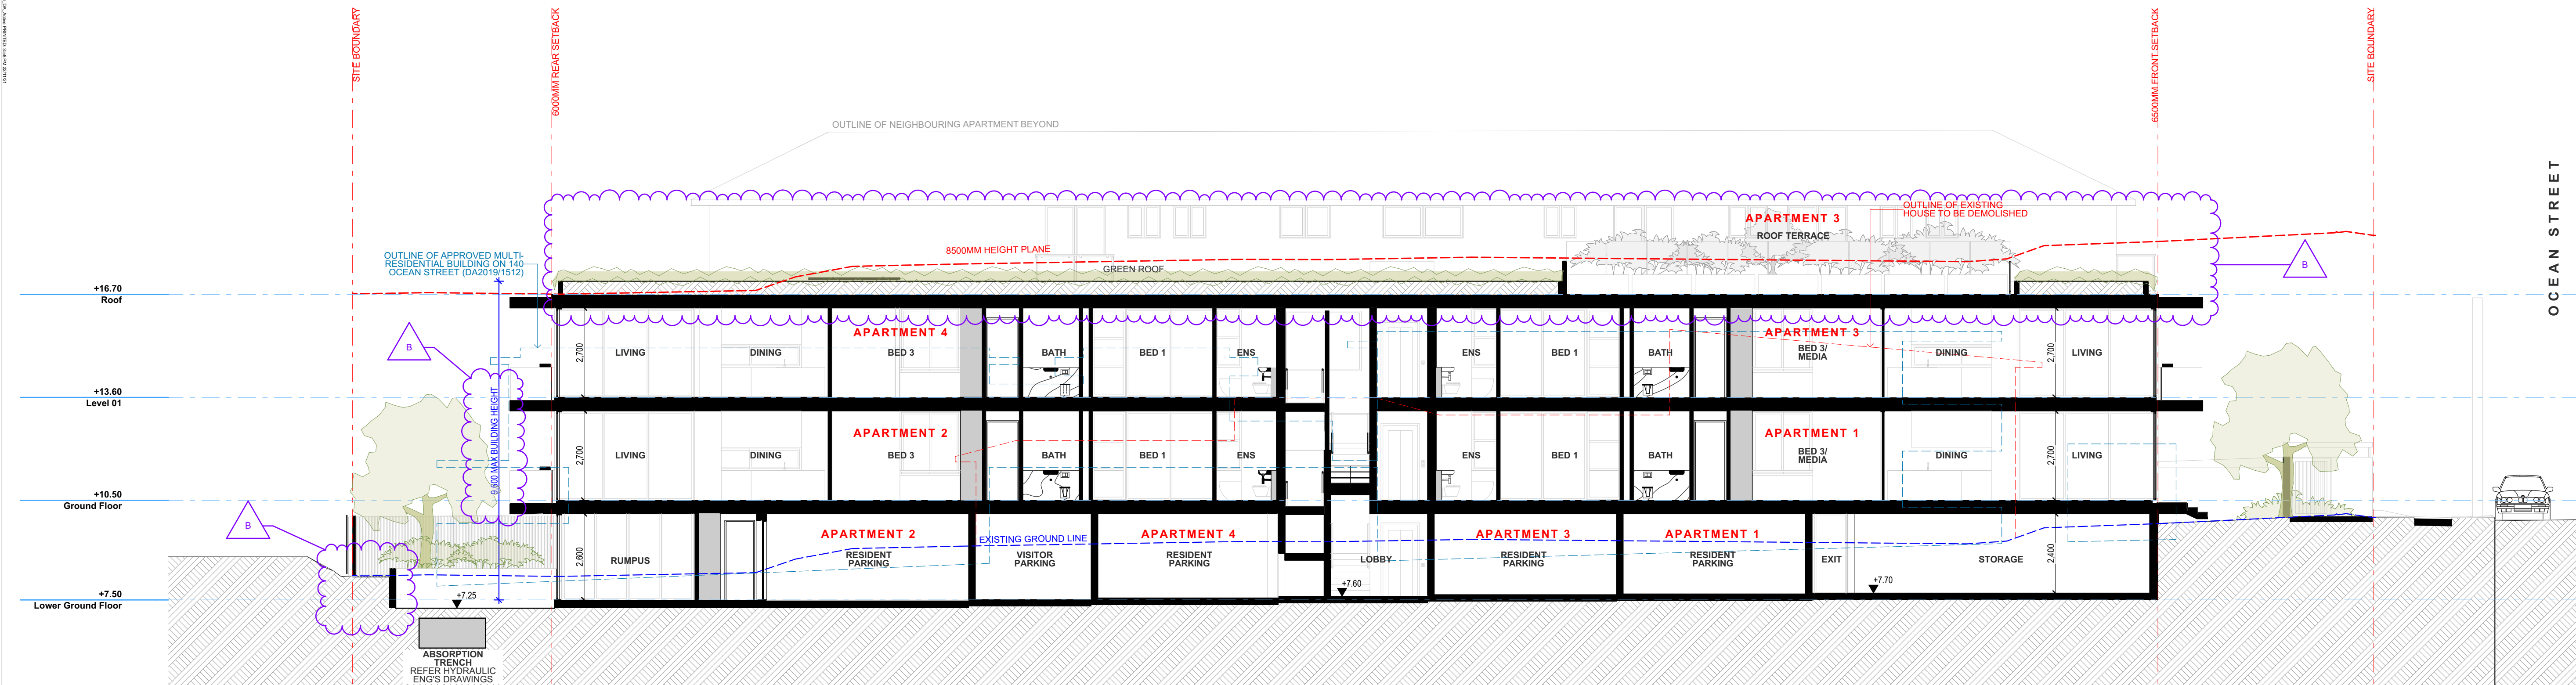 SITE BOUNDARY
6000MM REAR SETBACK
6500MM FRONT SETBACK
SITE BOUNDARY
OCEAN STREET
OUTLINE OF NEIGHBOURING APARTMENT BEYOND
OUTLINE OF EXISTING
HOUSE TO BE DEMOLISHED
APARTMENT 3
ROOF TERRACE
8500MM HEIGHT PLANE
GREEN ROOF
OUTLINE OF APPROVED MULTI-
RESIDENTIAL BUILDING ON 140
OCEAN STREET (DA2019/1512)
B
+16.70
Roof
B
APARTMENT 4
APARTMENT 3
2,700
LIVING
DINING
BED 3
BATH
BED 1
ENS
ENS
BED 1
BATH
BED 3/
MEDIA
DINING
LIVING
2,700
+13.60
Level 01
9,600 MAX BUILDING HEIGHT
APARTMENT 2
APARTMENT 1
2,700
LIVING
DINING
BED 3
BATH
BED 1
ENS
ENS
BED 1
BATH
BED 3/
MEDIA
DINING
LIVING
2,700
+10.50
Ground Floor
B
APARTMENT 2
EXISTING GROUND LINE
APARTMENT 4
APARTMENT 3
APARTMENT 1
2,600
RUMPUS
RESIDENT
PARKING
VISITOR
PARKING
RESIDENT
PARKING
LOBBY
RESIDENT
PARKING
RESIDENT
PARKING
EXIT
STORAGE
2,400
+7.50
Lower Ground Floor
+7.25
+7.60
+7.70
ABSORPTION
TRENCH
REFER HYDRAULIC
ENG'S DRAWINGS